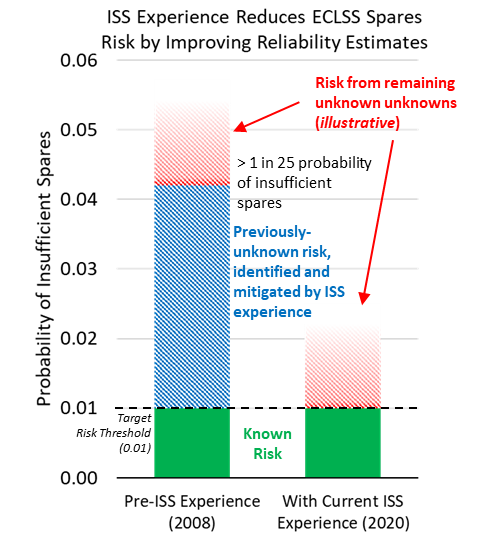 ISS Experience Reduces ECLSS Spares
Risk by Improving Reliability Estimates
Probability of Insufficient Spares
0.06
0.05
0.04
0.03
0.02
0.01
0.00
Risk from remaining
unknown unknowns
(illustrative)
> 1 in 25 probability
of insufficient
spares
Previously-
unknown risk,
identified and
mitigated by ISS
experience
Target
Risk Threshold
(0.01)
Known
Risk
Pre-ISS Experience
(2008)
With Current ISS
Experience (2020)